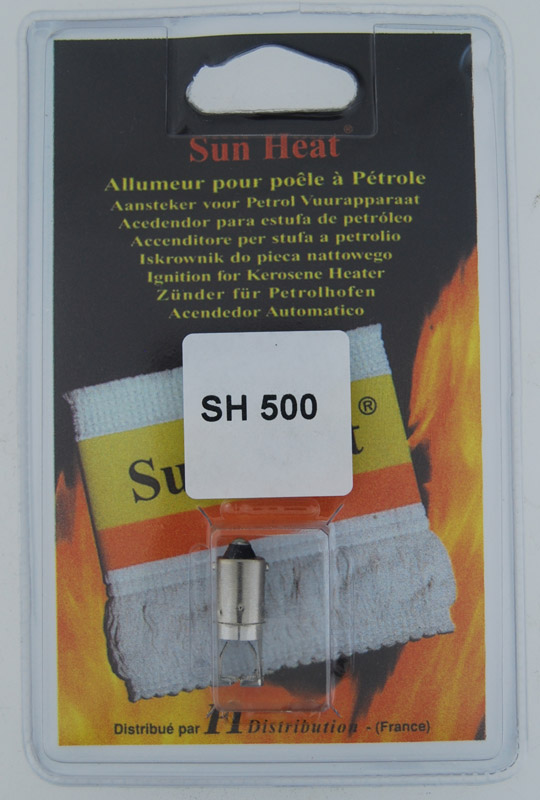 Sun Heat®
Allumeur pour poêle à Pétrole
Aansteker voor Petrol Vuurapparaat
Acedendor para estufa de petróleo
Accenditore per stufa a petrolio
Iskrownik do pieca nattowego
Ignition for Kerosene Heater
Zünder für Petrolhofen
Acendedor Automatico
SH 500
®
Distribué par H Distribution - (France)